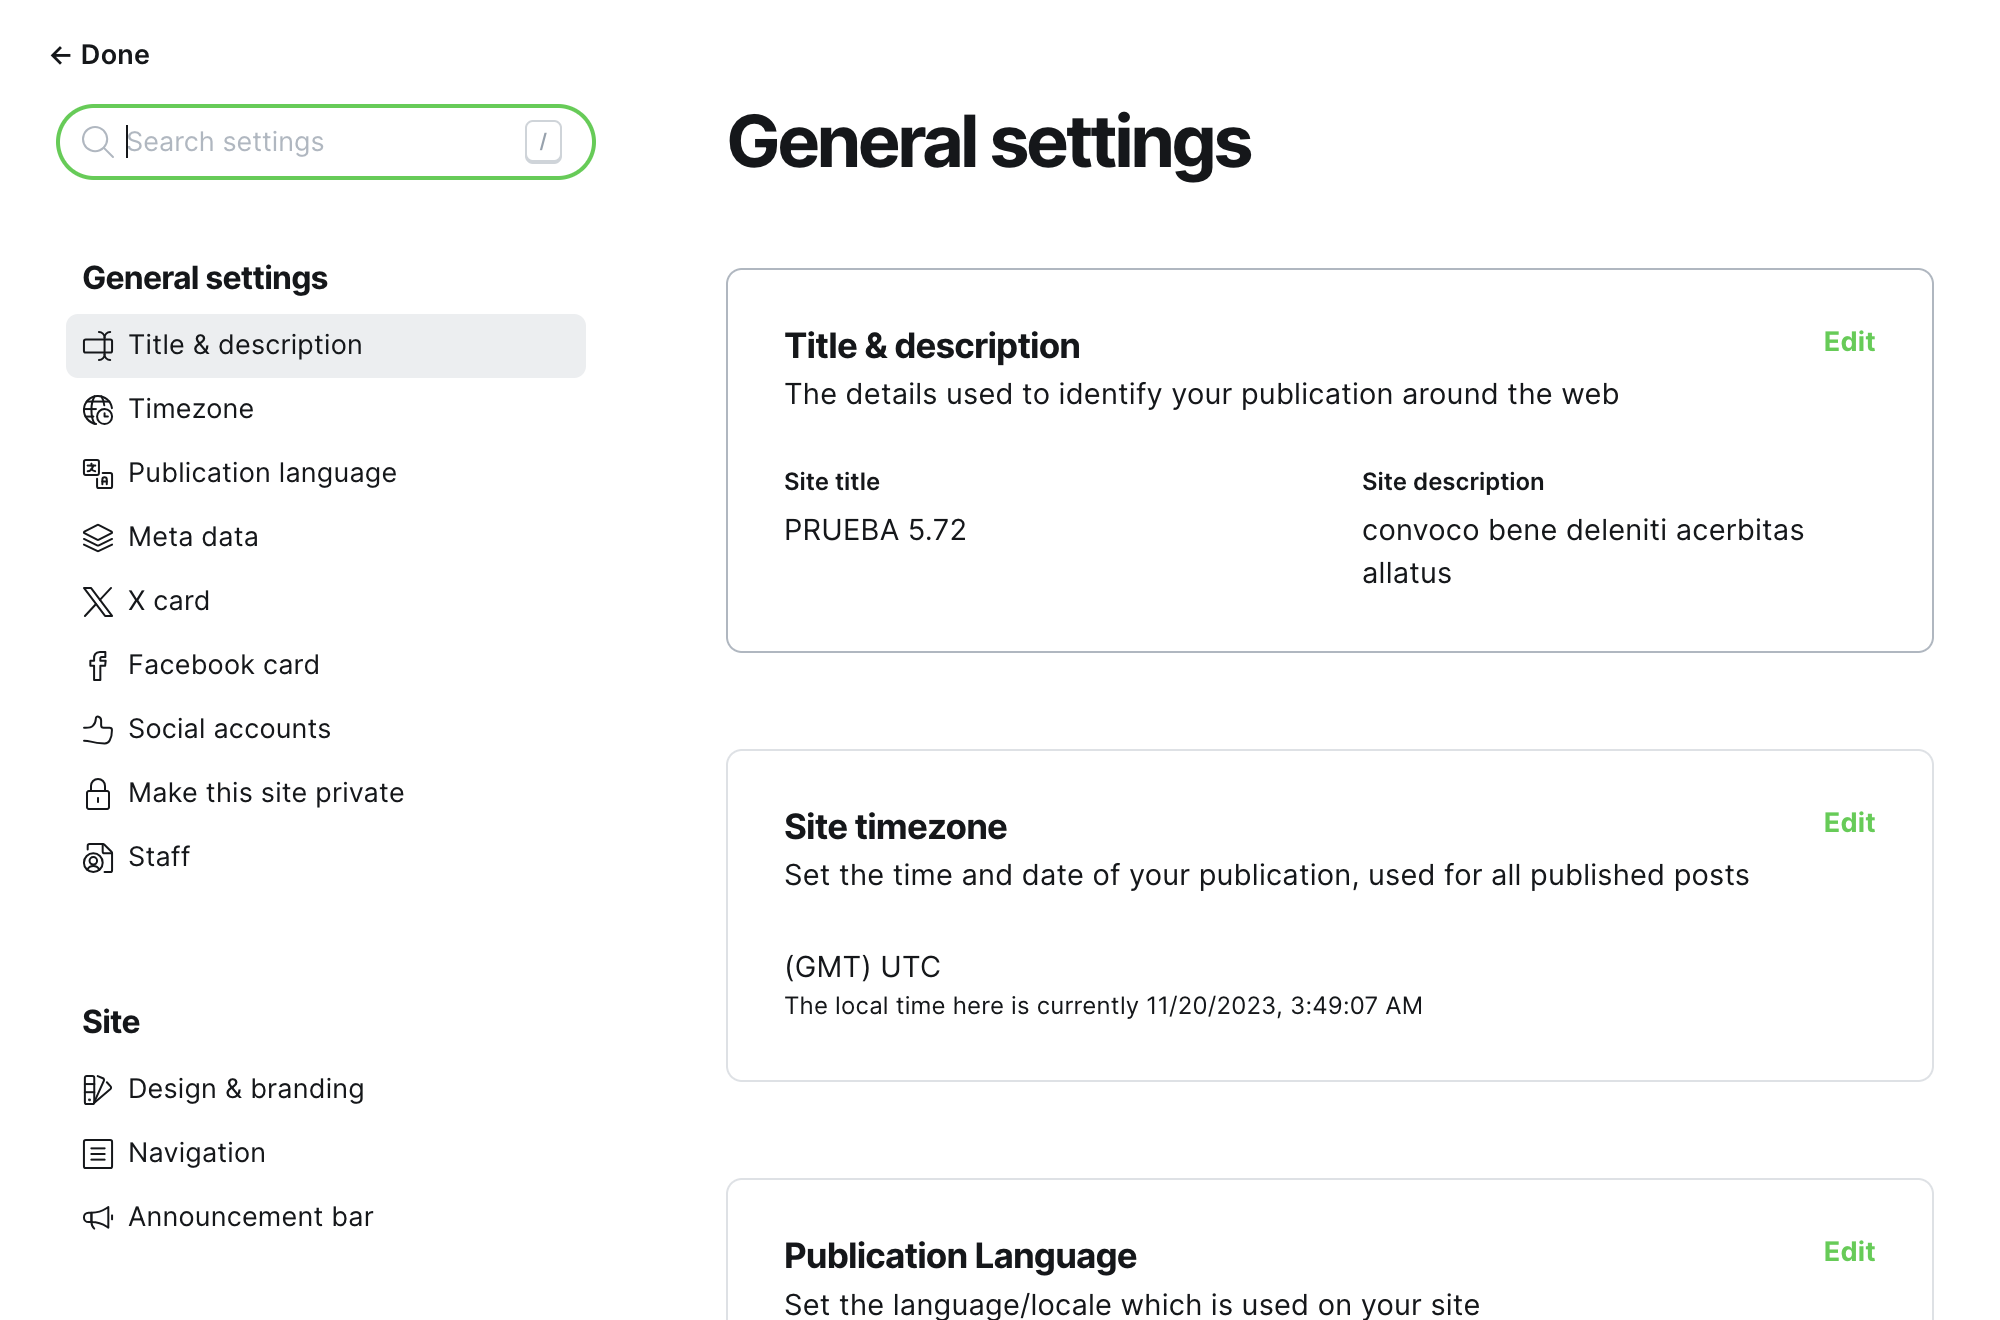 Done
Search settings
/
General settings
Title & description
Timezone
Publication language
Meta data
X card
Facebook card
Social accounts
Make this site private
Staff
Site
Design & branding
Navigation
Announcement bar
General settings
Title & description
Edit
The details used to identify your publication around the web
Site title
PRUEBA 5.72
Site description
convoco bene deleniti acerbitas
allatus
Site timezone
Edit
Set the time and date of your publication, used for all published posts
(GMT) UTC
The local time here is currently 11/20/2023, 3:49:07 AM
Publication Language
Edit
Set the language/locale which is used on your site